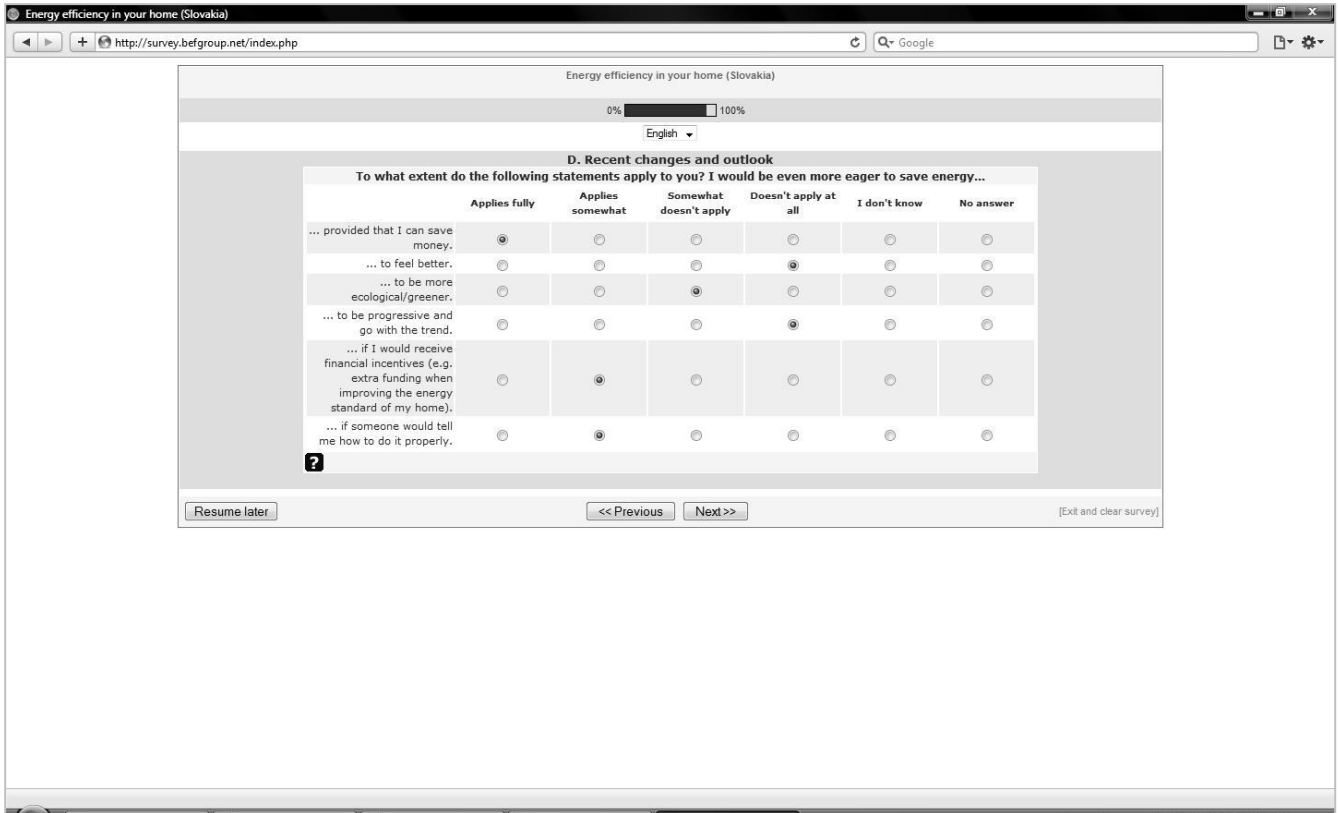 Energy efficiency in your home (Slovakia)
http://survey.befgroup.net/index.php
Google
Energy efficiency in your home (Slovakia)
0% 100%
English
D. Recent changes and outlook
To what extent do the following statements apply to you? I would be even more eager to save energy...
Applies fully Applies somewhat Somewhat doesn't apply Doesn't apply at all I don't know No answer
... provided that I can save
money.
... to feel better.
... to be more
ecological/greener.
... to be progressive and
go with the trend.
... if I would receive
financial incentives (e.g.
extra funding when
improving the energy
standard of my home).
... if someone would tell
me how to do it properly.
?
Resume later << Previous Next >> [Exit and clear survey]